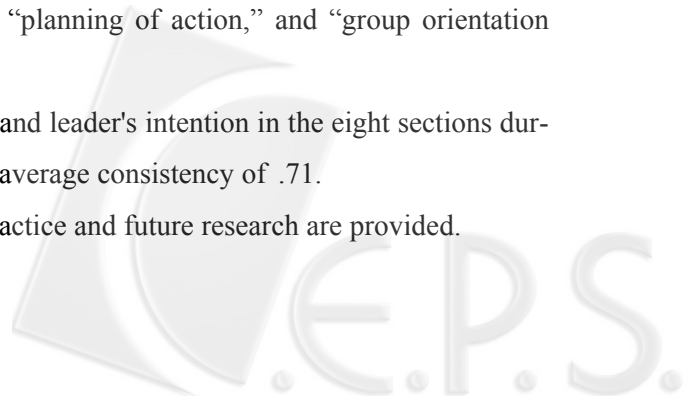 “planning of action,” and “group orientation
and leader's intention in the eight sections dur-
average consistency of .71.
actice and future research are provided.
C.E.P.S.